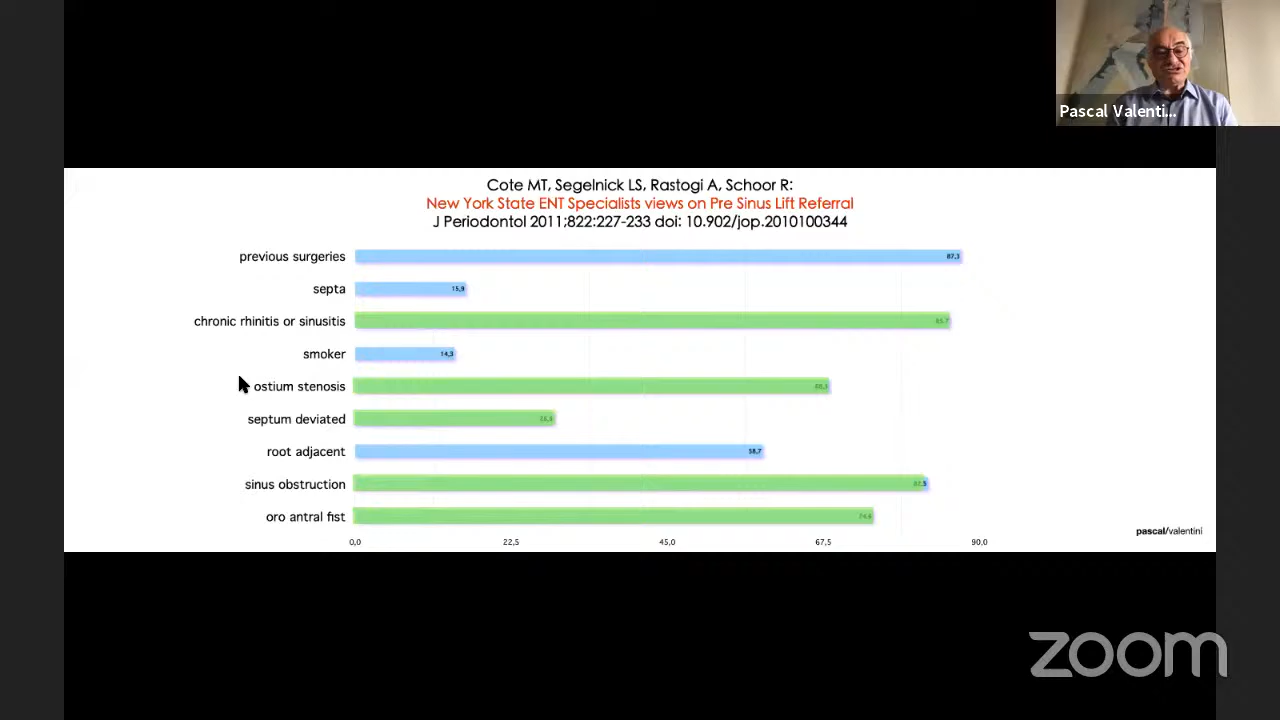 Pascal Valenti...
Cote MT, Segelnick LS, Rastogi A, Schoor R:
New York State ENT Specialists views on Pre Sinus Lift Referral
J Periodontol 2011;822:227-233 doi: 10.902/jop.2010100344
previous surgeries 87,3
septa 15,9
chronic rhinitis or sinusitis 85,7
smoker 14,3
ostium stenosis
septum deviated
root adjacent 58,7
sinus obstruction
oro antral fist
0,0 22,5 45,0 67,5 90,0
pascal/valentini
zoom